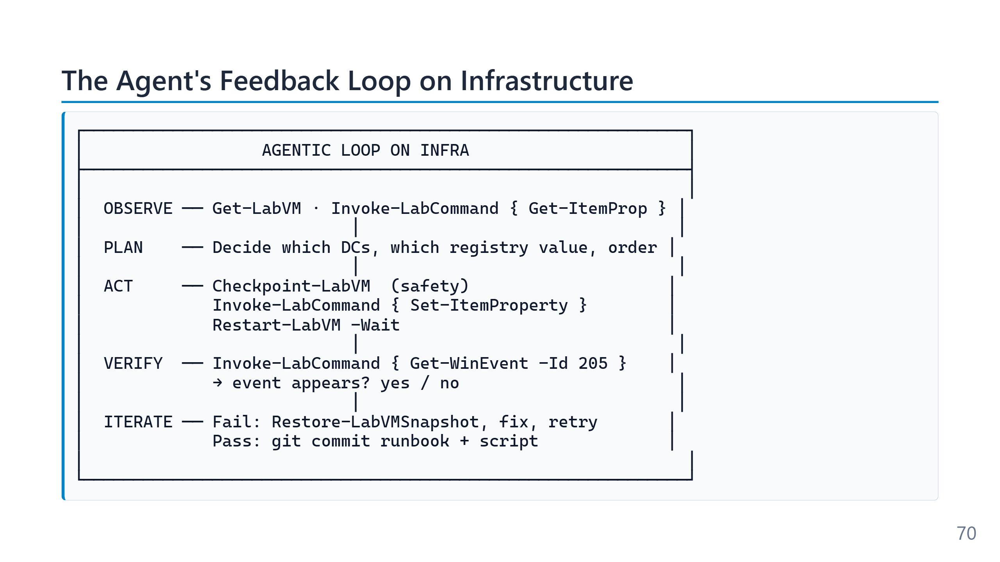 The Agent's Feedback Loop on Infrastructure
AGENTIC LOOP ON INFRA
OBSERVE ── Get-LabVM · Invoke-LabCommand { Get-ItemProp }
PLAN ── Decide which DCs, which registry value, order
ACT ── Checkpoint-LabVM (safety)
Invoke-LabCommand { Set-ItemProperty }
Restart-LabVM -Wait
VERIFY ── Invoke-LabCommand { Get-WinEvent -Id 205 }
→ event appears? yes / no
ITERATE ── Fail: Restore-LabVMSnapshot, fix, retry
Pass: git commit runbook + script
70